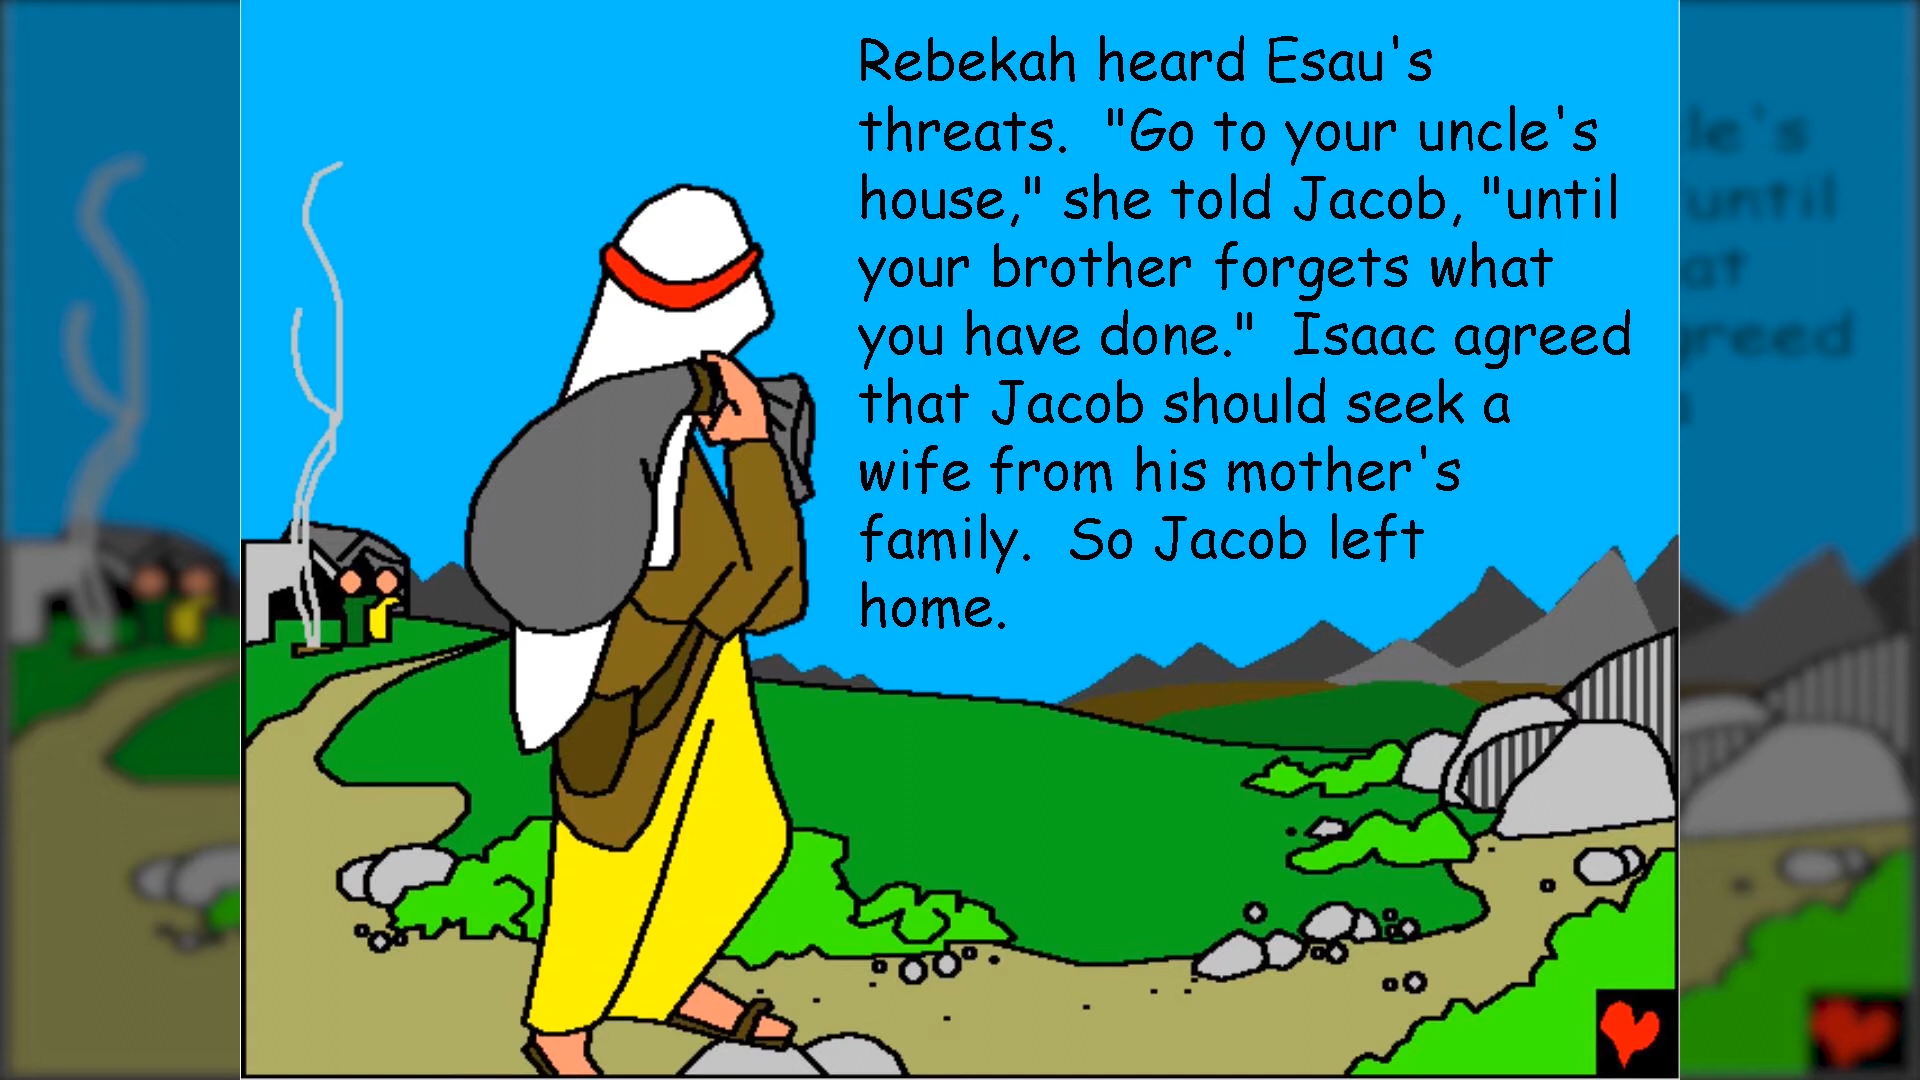 Rebekah heard Esau's
threats.  "Go to your uncle's
house," she told Jacob, "until
your brother forgets what
you have done."  Isaac agreed
that Jacob should seek a
wife from his mother's
family.  So Jacob left
home.